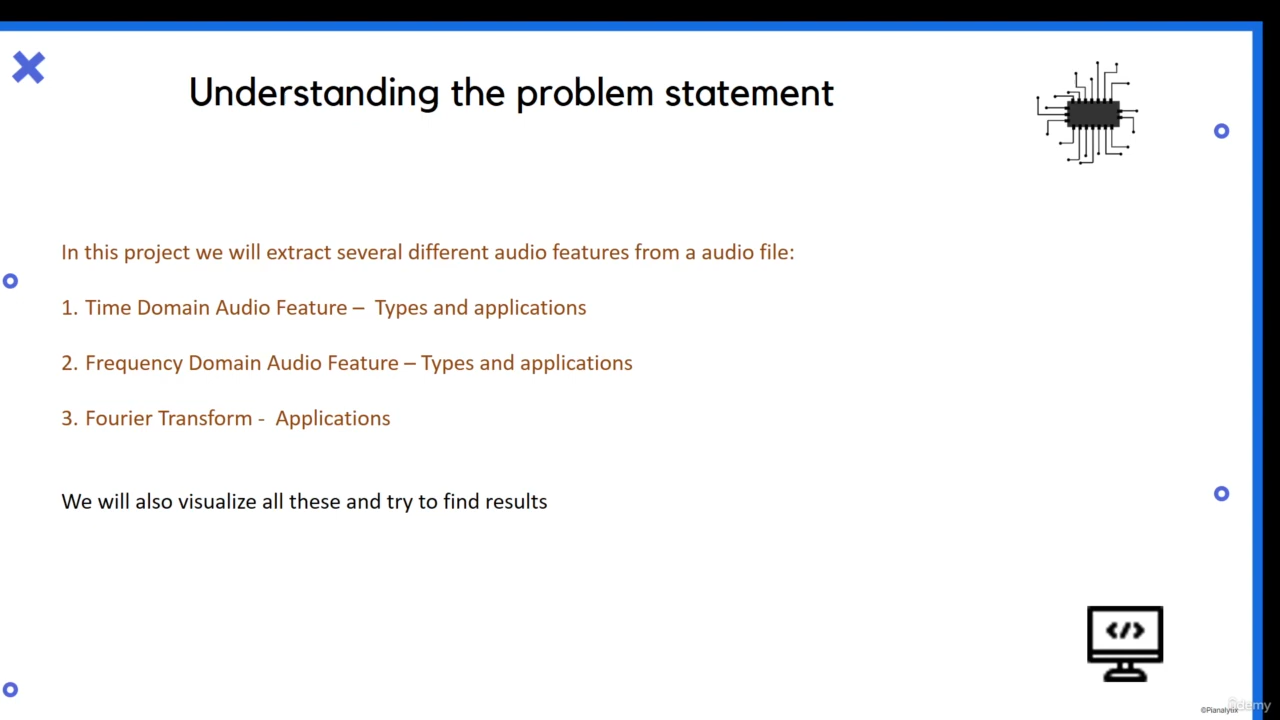 Understanding the problem statement
In this project we will extract several different audio features from a audio file:
1. Time Domain Audio Feature – Types and applications
2. Frequency Domain Audio Feature – Types and applications
3. Fourier Transform - Applications
We will also visualize all these and try to find results
</>
©Pianalytix
ûdemy